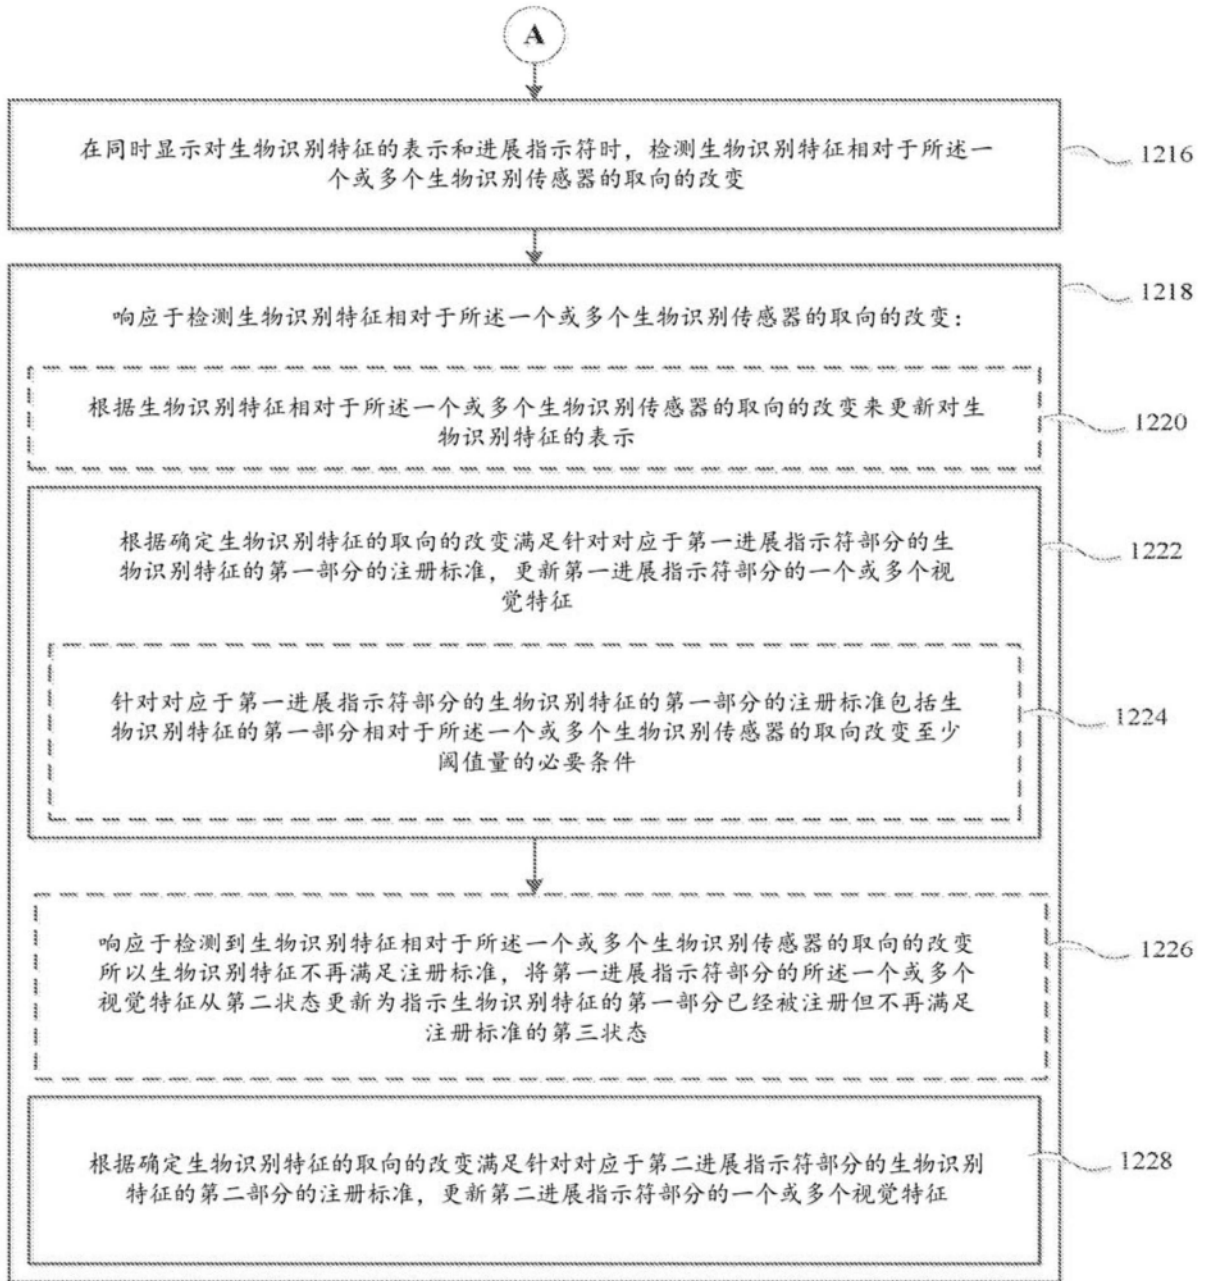 A
在同时显示对生物识别特征的表示和进展指示符时，检测生物识别特征相对于所述一
个或多个生物识别传感器的取向的改变
1216
1218
响应于检测生物识别特征相对于所述一个或多个生物识别传感器的取向的改变：
根据生物识别特征相对于所述一个或多个生物识别传感器的取向的改变来更新对生
物识别特征的表示
1220
根据确定生物识别特征的取向的改变满足针对对应于第一进展指示符部分的生
物识别特征的第一部分的注册标准，更新第一进展指示符部分的一个或多个视
觉特征
1222
针对对应于第一进展指示符部分的生物识别特征的第一部分的注册标准包括生
物识别特征的第一部分相对于所述一个或多个生物识别传感器的取向改变至少
阈值量的必要条件
1224
响应于检测到生物识别特征相对于所述一个或多个生物识别传感器的取向的改变
所以生物识别特征不再满足注册标准，将第一进展指示符部分的所述一个或多个
视觉特征从第二状态更新为指示生物识别特征的第一部分已经被注册但不再满足
注册标准的第三状态
1226
根据确定生物识别特征的取向的改变满足针对对应于第二进展指示符部分的生物识别
特征的第二部分的注册标准，更新第二进展指示符部分的一个或多个视觉特征
1228